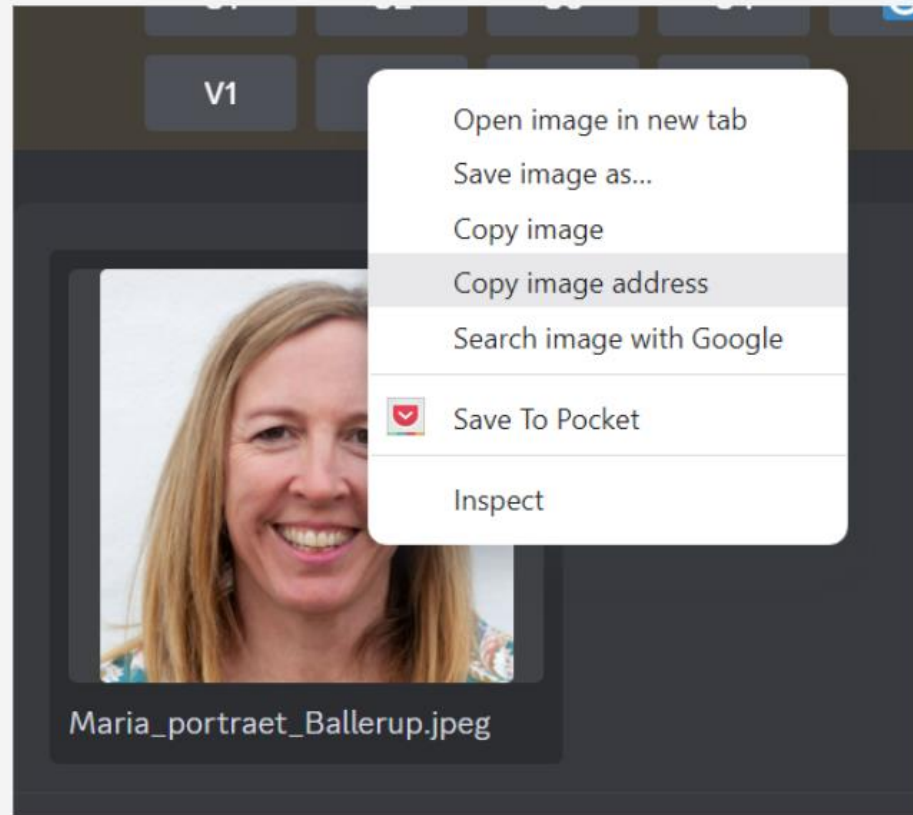 V1
Open image in new tab
Save image as...
Copy image
Copy image address
Search image with Google
Save To Pocket
Inspect
Maria_portraet_Ballerup.jpeg